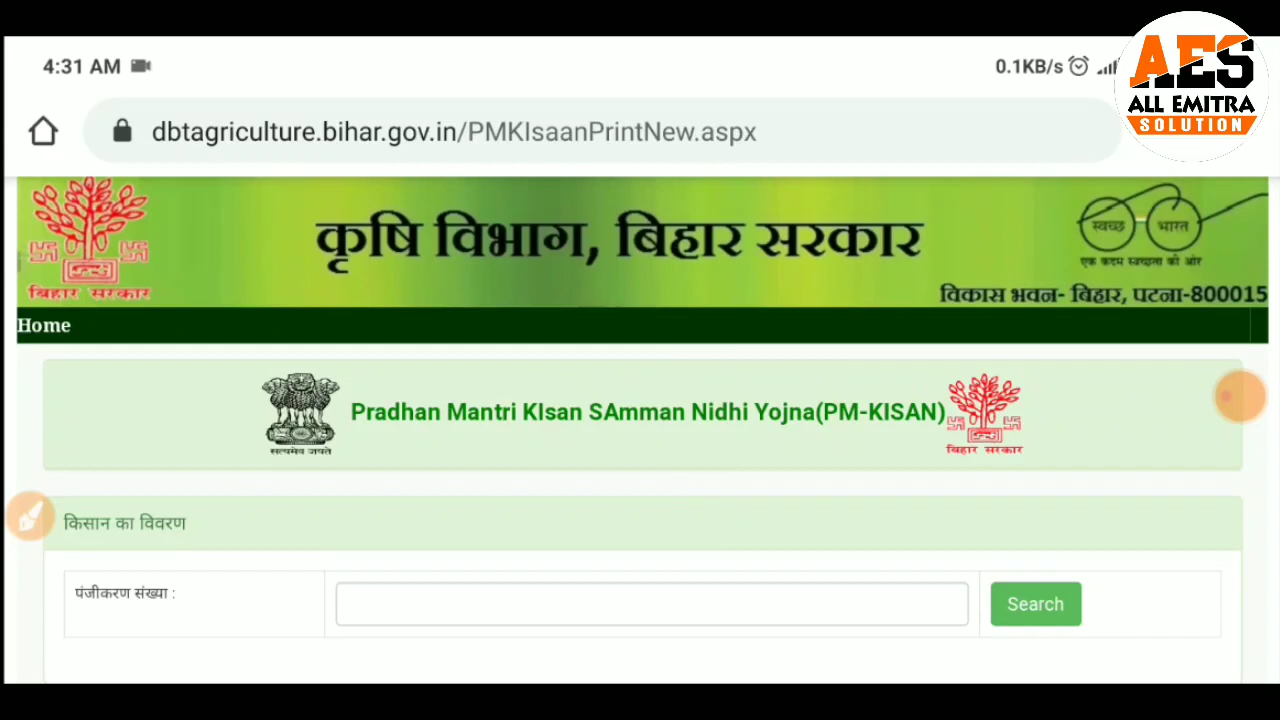 4:31 AM
0.1KB/s
AES
ALL EMITRA
SOLUTION
dbtagriculture.bihar.gov.in/PMKIsaanPrintNew.aspx
बिहार सरकार
कृषि विभाग, बिहार सरकार
स्वच्छ भारत
एक कदम स्वच्छता की ओर
विकास भवन- बिहार, पटना-800015
Home
सत्यमेव जयते
Pradhan Mantri KIsan SAmman Nidhi Yojna(PM-KISAN)
बिहार सरकार
किसान का विवरण
पंजीकरण संख्या :
Search